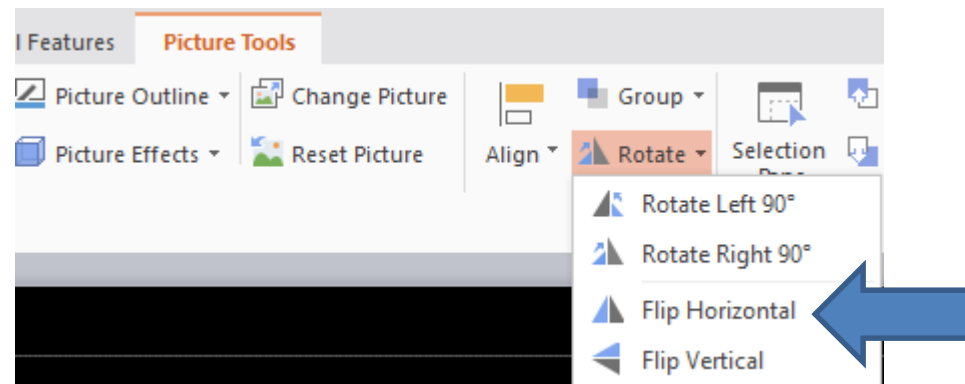 l Features Picture Tools
Picture Outline Change Picture Group
Picture Effects Reset Picture Align Rotate Selection
Rotate Left 90°
Rotate Right 90°
Flip Horizontal
Flip Vertical